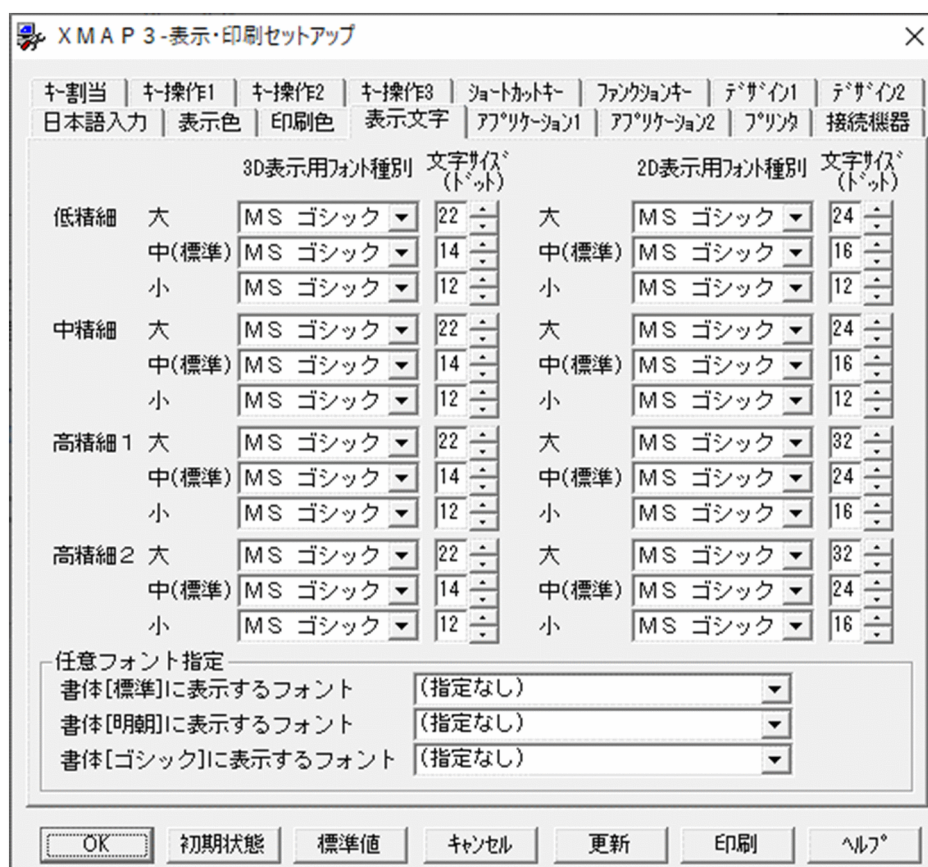 ＸＭＡＰ３-表示・印刷セットアップ
ｷｰ割当 ｷｰ操作1 ｷｰ操作2 ｷｰ操作3 ｼｮｰﾄｶｯﾄｷｰ ﾌｧﾝｸｼｮﾝｷｰ ﾃﾞｻﾞｲﾝ1 ﾃﾞｻﾞｲﾝ2
日本語入力 表示色 印刷色 表示文字 ｱﾌﾟﾘｹｰｼｮﾝ1 ｱﾌﾟﾘｹｰｼｮﾝ2 ﾌﾟﾘﾝﾀ 接続機器
3D表示用ﾌｫﾝﾄ種別 文字ｻｲｽﾞ 2D表示用ﾌｫﾝﾄ種別 文字ｻｲｽﾞ
(ﾄﾞｯﾄ) (ﾄﾞｯﾄ)
低精細 大 ＭＳ ゴシック 22 大 ＭＳ ゴシック 24
中(標準) ＭＳ ゴシック 14 中(標準) ＭＳ ゴシック 16
小 ＭＳ ゴシック 12 小 ＭＳ ゴシック 12
中精細 大 ＭＳ ゴシック 22 大 ＭＳ ゴシック 24
中(標準) ＭＳ ゴシック 14 中(標準) ＭＳ ゴシック 16
小 ＭＳ ゴシック 12 小 ＭＳ ゴシック 12
高精細１ 大 ＭＳ ゴシック 22 大 ＭＳ ゴシック 32
中(標準) ＭＳ ゴシック 14 中(標準) ＭＳ ゴシック 24
小 ＭＳ ゴシック 12 小 ＭＳ ゴシック 16
高精細２ 大 ＭＳ ゴシック 22 大 ＭＳ ゴシック 32
中(標準) ＭＳ ゴシック 14 中(標準) ＭＳ ゴシック 24
小 ＭＳ ゴシック 12 小 ＭＳ ゴシック 16
任意フォント指定
書体[標準]に表示するフォント (指定なし)
書体[明朝]に表示するフォント (指定なし)
書体[ゴシック]に表示するフォント (指定なし)
OK 初期状態 標準値 ｷｬﾝｾﾙ 更新 印刷 ﾍﾙﾌﾟ